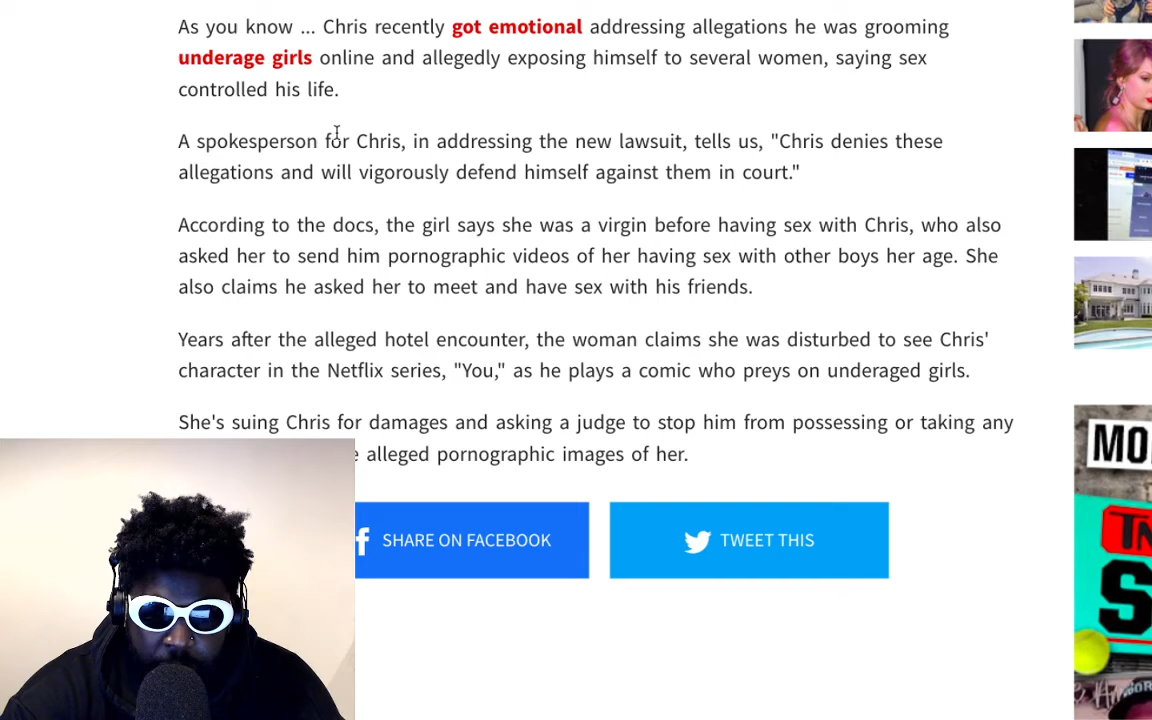 As you know ... Chris recently got emotional addressing allegations he was grooming
underage girls online and allegedly exposing himself to several women, saying sex
controlled his life.
A spokesperson for Chris, in addressing the new lawsuit, tells us, "Chris denies these
allegations and will vigorously defend himself against them in court."
According to the docs, the girl says she was a virgin before having sex with Chris, who also
asked her to send him pornographic videos of her having sex with other boys her age. She
also claims he asked her to meet and have sex with his friends.
Years after the alleged hotel encounter, the woman claims she was disturbed to see Chris'
character in the Netflix series, "You," as he plays a comic who preys on underaged girls.
She's suing Chris for damages and asking a judge to stop him from possessing or taking any
alleged pornographic images of her.
SHARE ON FACEBOOK
TWEET THIS